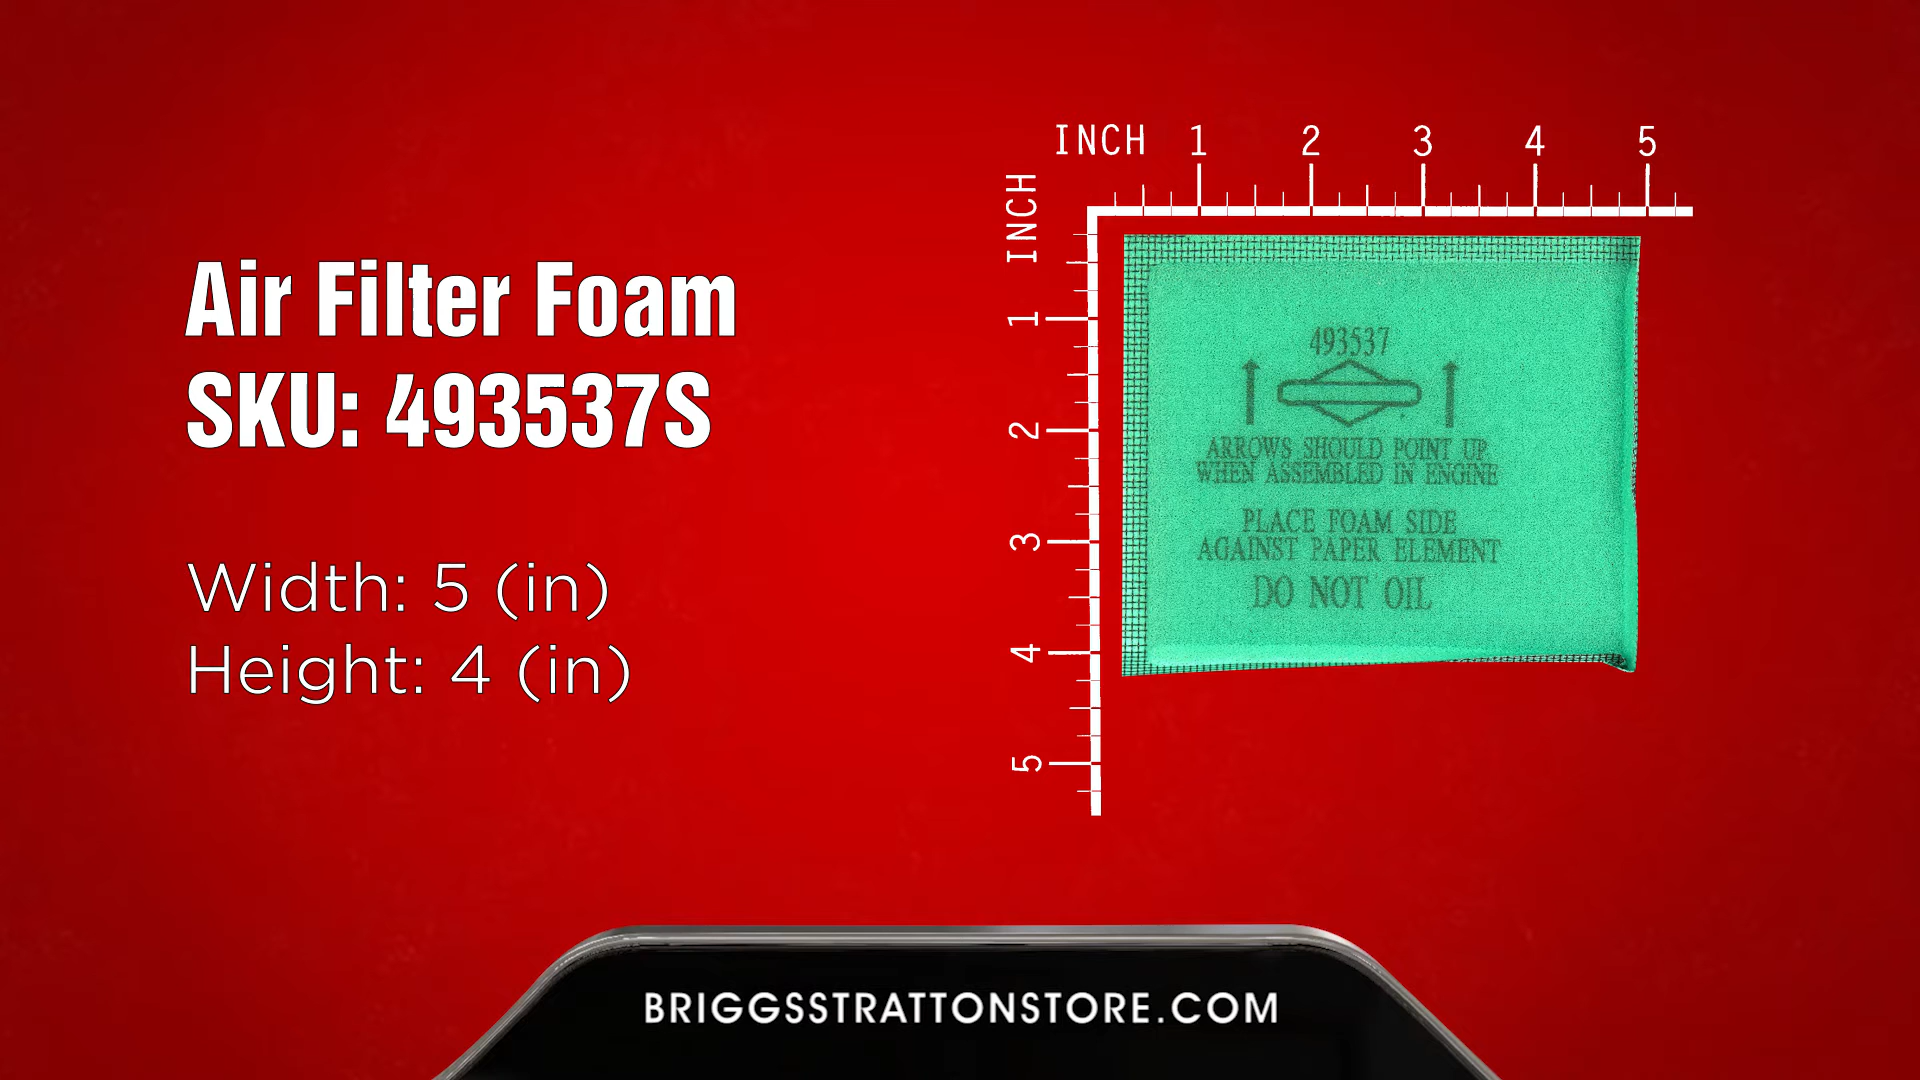 Air Filter Foam
SKU: 493537S
Width: 5 (in)
Height: 4 (in)
INCH 1 2 3 4 5
INCH 1 2 3 4 5
493537
ARROWS SHOULD POINT UP
WHEN ASSEMBLED IN ENGINE
PLACE FOAM SIDE
AGAINST PAPER ELEMENT
DO NOT OIL
BRIGGSSTRATTONSTORE.COM